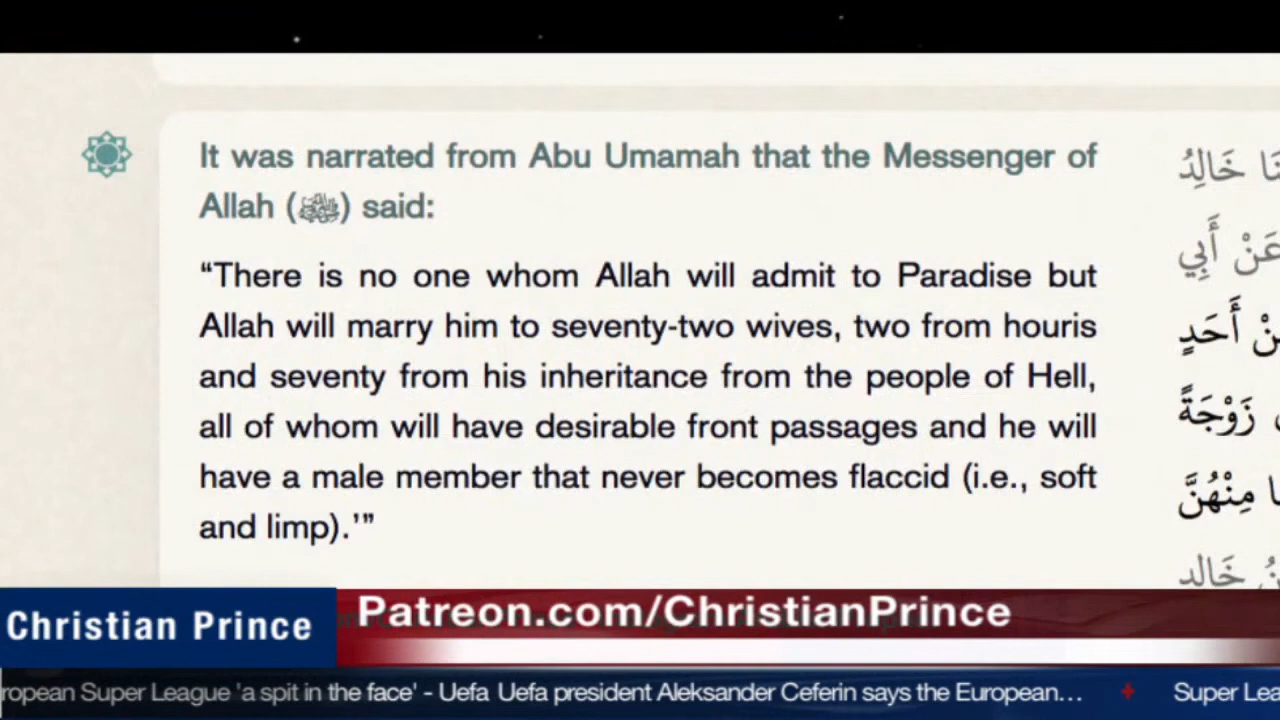 It was narrated from Abu Umamah that the Messenger of
Allah (ﷺ) said:
“There is no one whom Allah will admit to Paradise but
Allah will marry him to seventy-two wives, two from houris
and seventy from his inheritance from the people of Hell,
all of whom will have desirable front passages and he will
have a male member that never becomes flaccid (i.e., soft
and limp).’”
نَا خَالِدُ
عَنْ أَبِي
مِنْ أَحَدٍ
زَوْجَةً
مِنْهُنَّ
خَالِدٍ
Christian Prince
Patreon.com/ChristianPrince
ropean Super League 'a spit in the face' - Uefa Uefa president Aleksander Ceferin says the European… Super Lea